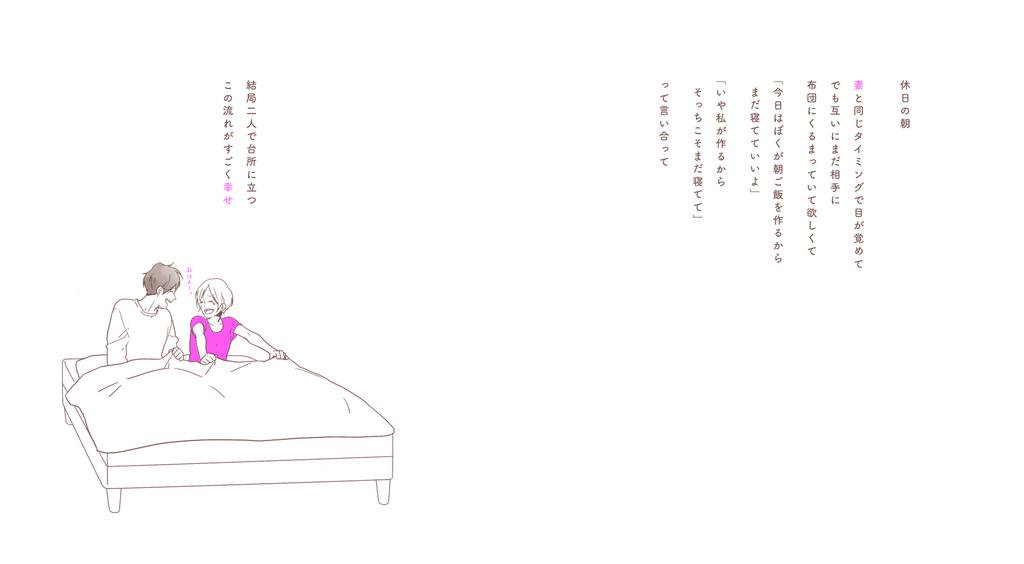 休日の朝
妻と同じタイミングで目が覚めて
でも互いにまだ相手に
布団にくるまっていて欲しくて
「今日はぼくが朝ご飯を作るから
まだ寝てていいよ」
「いや私が作るから
そっちこそまだ寝てて」
って言い合って
結局二人で台所に立つ
この流れがすごく幸せ
おはよー。